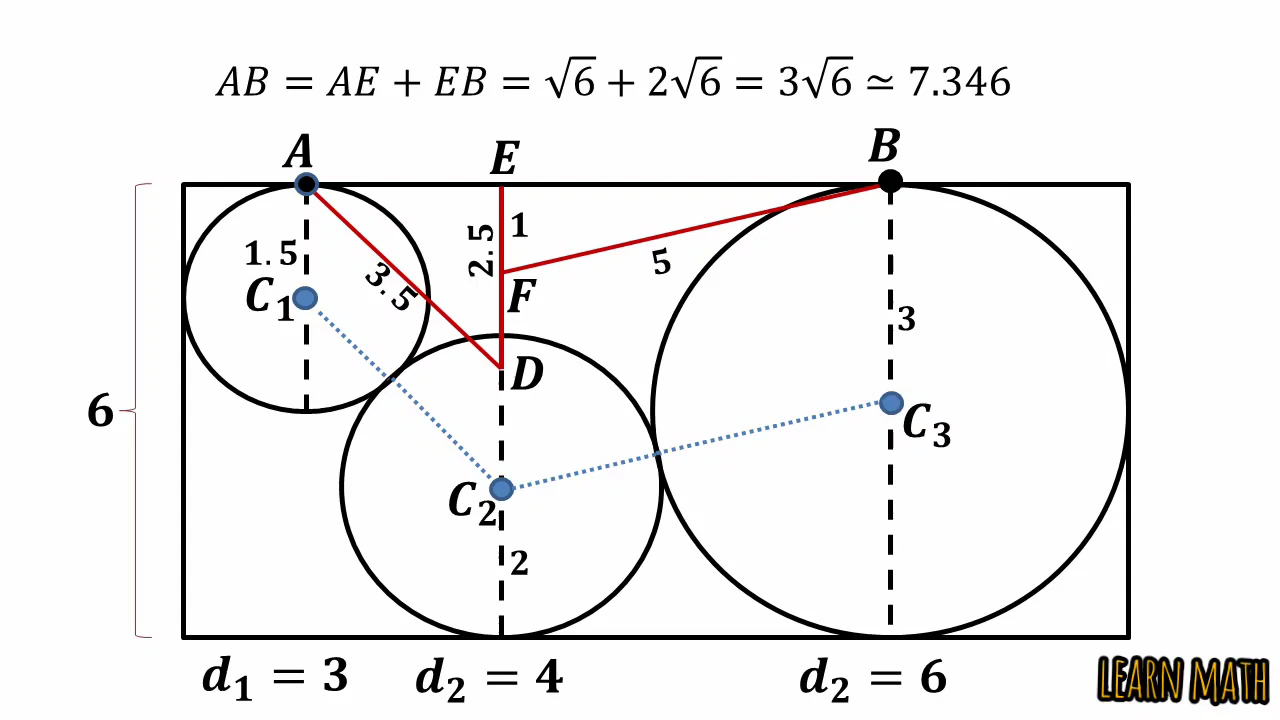 AB = AE + EB = √6 + 2√6 = 3√6 ≃ 7.346
A
E
B
1.5
2.5
1
3.5
5
C₁
F
3
6
D
C₃
C₂
2
d₁ = 3
d₂ = 4
d₂ = 6
LEARN MATH